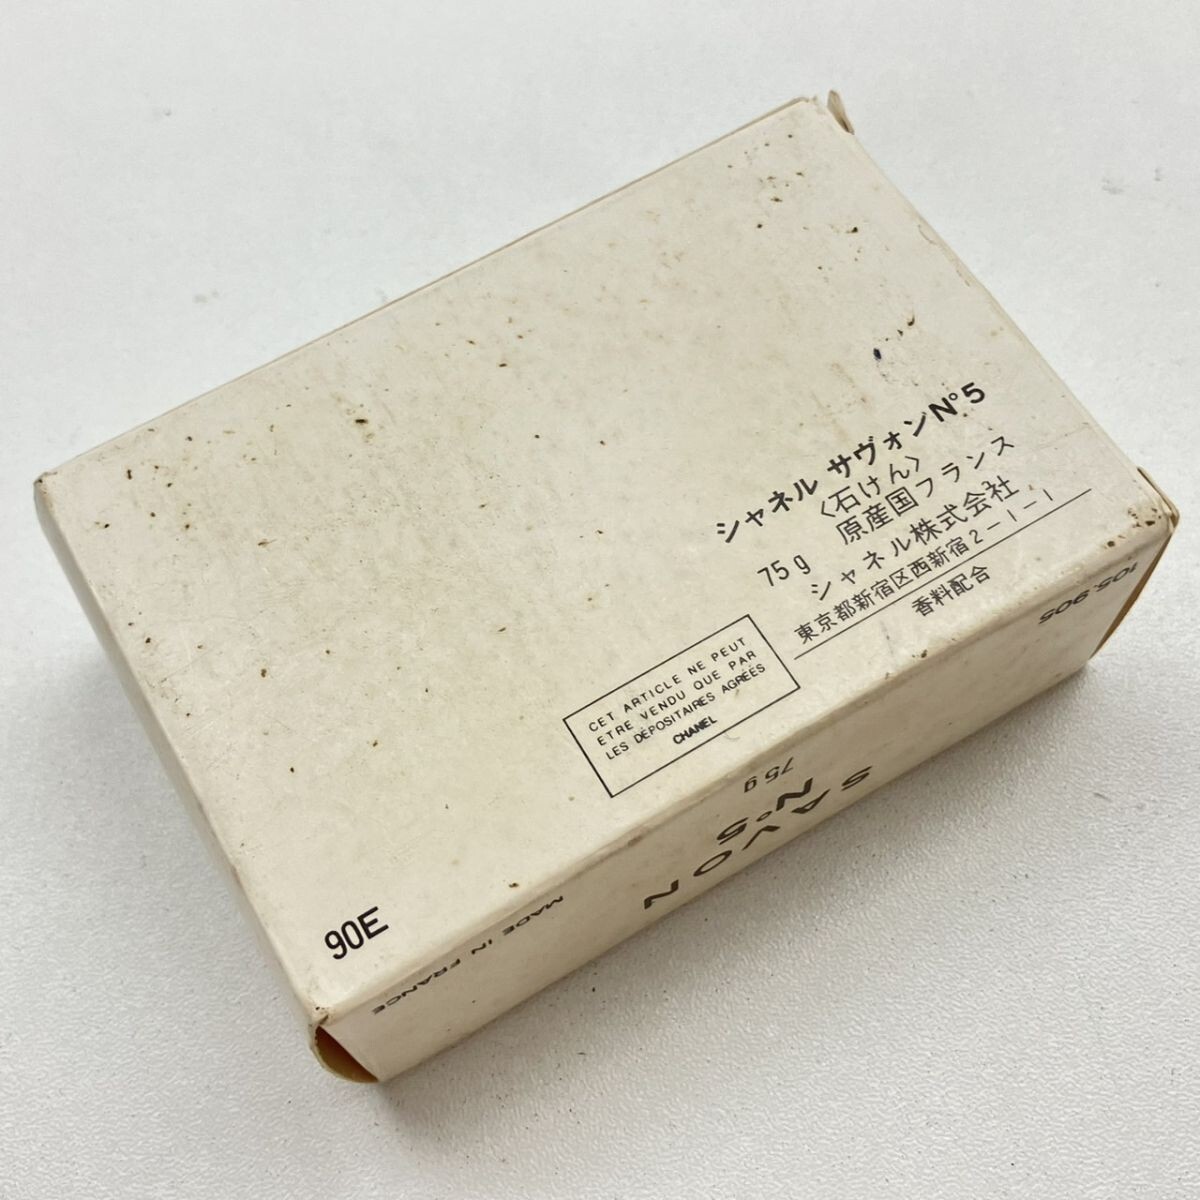 シャネル サヴォンN°5
〈石けん〉
75g 原産国フランス
シャネル株式会社
東京都新宿区西新宿2-1-1
香料配合
CET ARTICLE NE PEUT
ETRE VENDU QUE PAR
LES DÉPOSITAIRES AGRÉÉS
CHANEL
90E
105.905
SAVON
N°5
75g
MADE IN FRANCE